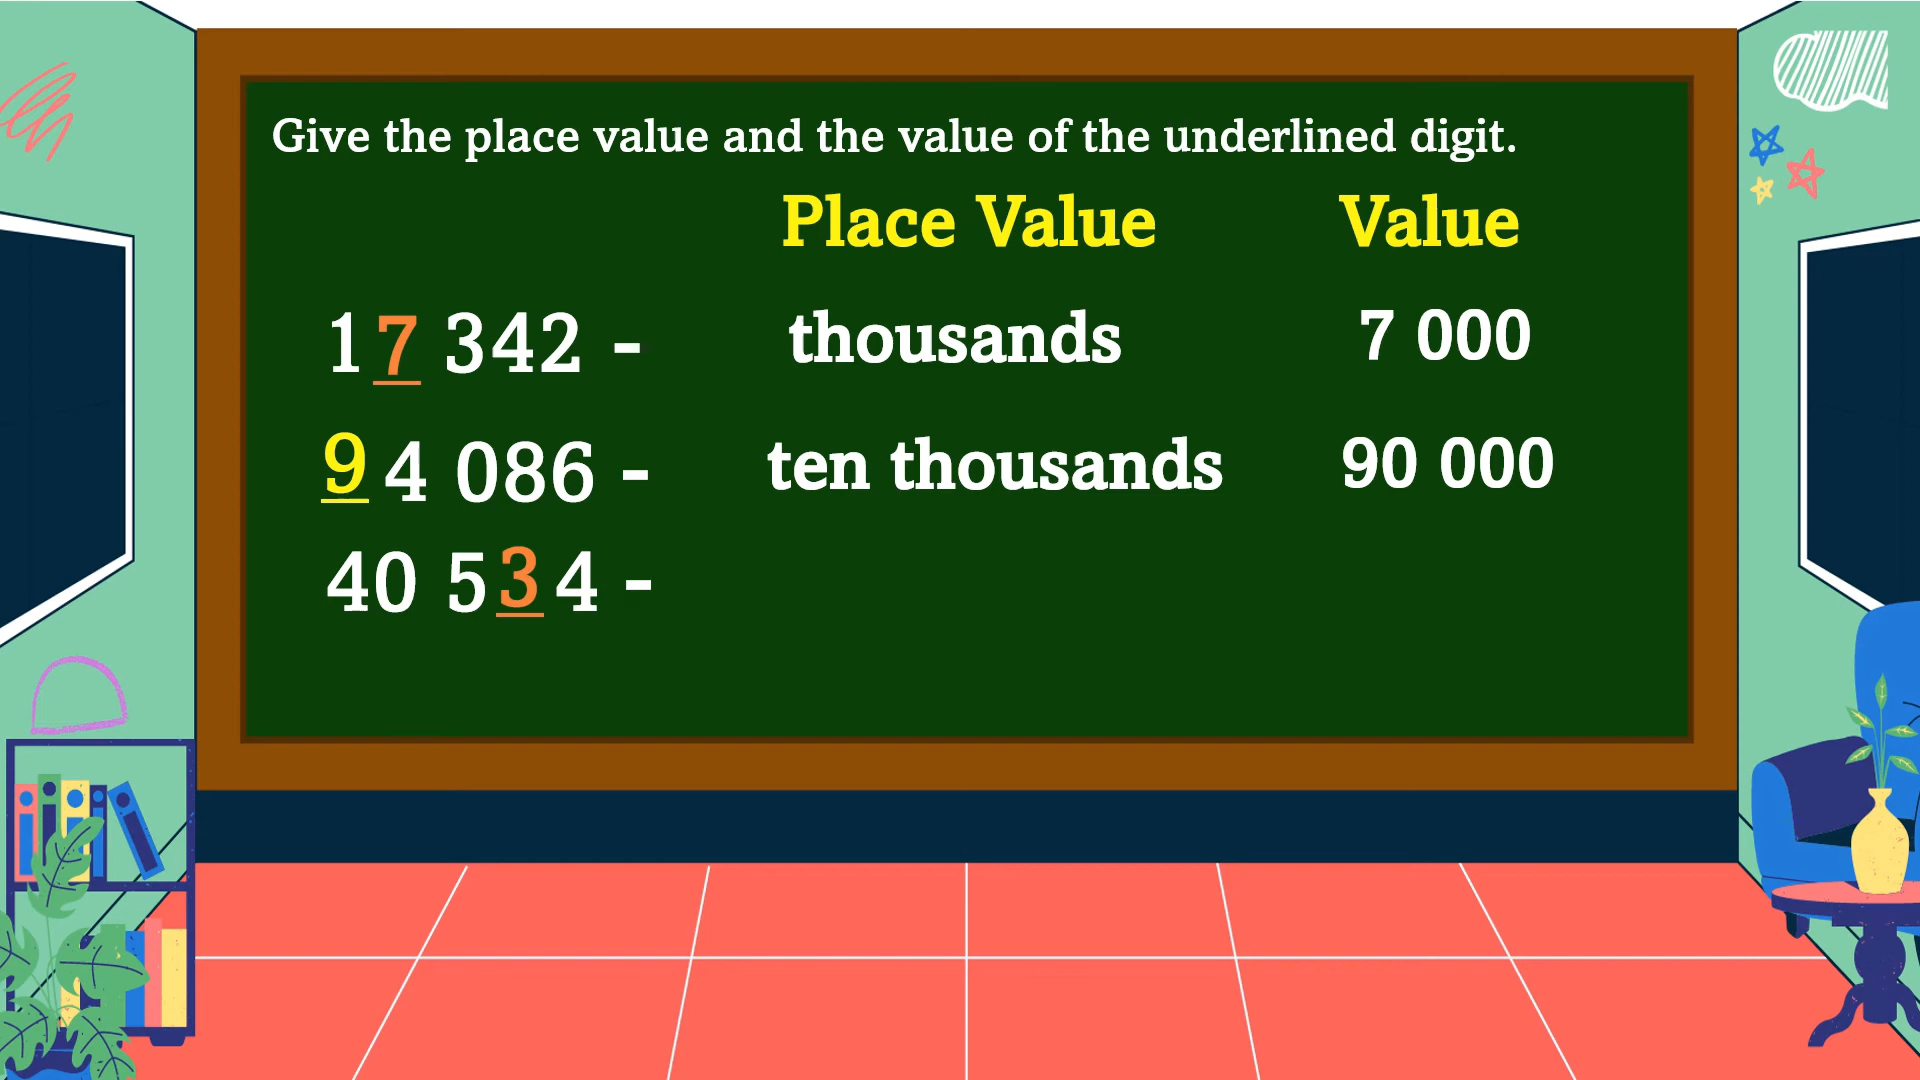 Give the place value and the value of the underlined digit.
Place Value Value
17 342 - thousands 7 000
94 086 - ten thousands 90 000
40 534 -